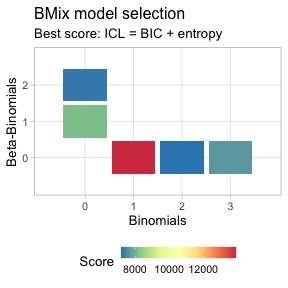 BMix model selection
Best score: ICL = BIC + entropy
Beta-Binomials
2
1
0
0 1 2 3
Binomials
Score
8000 10000 12000